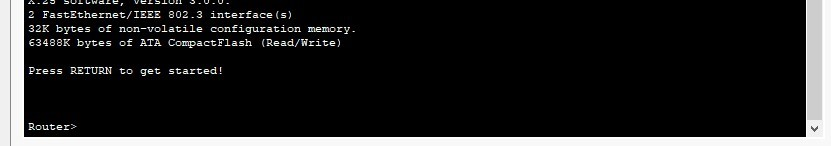 X.25 software, Version 3.0.0.
2 FastEthernet/IEEE 802.3 interface(s)
32K bytes of non-volatile configuration memory.
63488K bytes of ATA CompactFlash (Read/Write)
Press RETURN to get started!
Router>